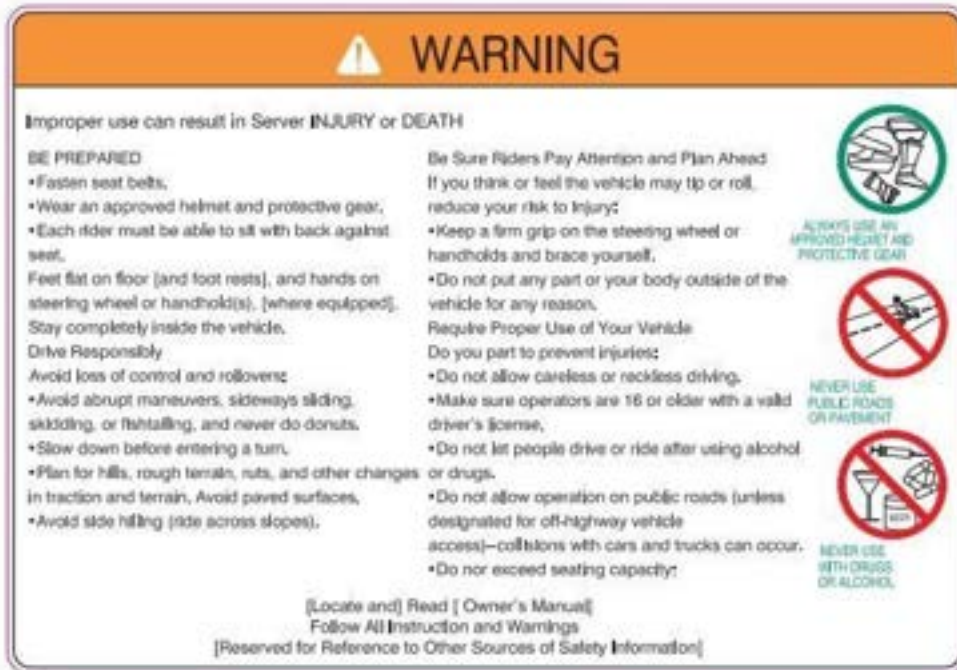 WARNING
Improper use can result in Server INJURY or DEATH
BE PREPARED
•Fasten seat belts.
•Wear an approved helmet and protective gear.
•Each rider must be able to sit with back against
seat.
Feet flat on floor [and foot rests], and hands on
steering wheel or handhold(s), [where equipped].
Stay completely inside the vehicle.
Drive Responsibly
Avoid loss of control and rollovers:
•Avoid abrupt maneuvers, sideways sliding,
skidding, or fishtailing, and never do donuts.
•Slow down before entering a turn.
•Plan for hills, rough terrain, nuts, and other changes
in traction and terrain. Avoid paved surfaces.
•Avoid side hilling (ride across slopes).
Be Sure Riders Pay Attention and Plan Ahead
If you think or feel the vehicle may tip or roll,
reduce your risk to injury:
•Keep a firm grip on the steering wheel or
handholds and brace yourself.
•Do not put any part or your body outside of the
vehicle for any reason.
Require Proper Use of Your Vehicle
Do you part to prevent injuries:
•Do not allow careless or reckless driving.
•Make sure operators are 16 or older with a valid
driver's license.
•Do not let people drive or ride after using alcohol
or drugs.
•Do not allow operation on public roads (unless
designated for off-highway vehicle
access)—collisions with cars and trucks can occur.
•Do nor exceed seating capacity:
ALWAYS USE AN
APPROVED HELMET AND
PROTECTIVE GEAR
NEVER USE
PUBLIC ROADS
OR PAVEMENT
BEER
NEVER USE
WITH DRUGS
OR ALCOHOL
[Locate and] Read [ Owner's Manual]
Follow All Instruction and Warnings
[Reserved for Reference to Other Sources of Safety Information]